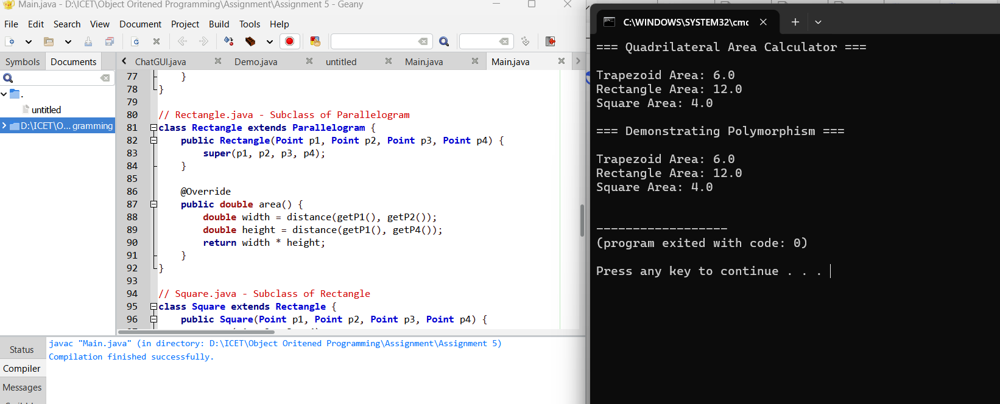 Main.java - D:\ICET\Object Oritened Programming\Assignment\Assignment 5 - Geany
File Edit Search View Document Project Build Tools Help
Symbols Documents
ChatGUI.java Demo.java untitled Main.java Main.java
.
untitled
D:\ICET\O... gramming
77 }
78 }
79
80 // Rectangle.java - Subclass of Parallelogram
81 class Rectangle extends Parallelogram {
82 public Rectangle(Point p1, Point p2, Point p3, Point p4) {
83 super(p1, p2, p3, p4);
84 }
85
86 @Override
87 public double area() {
88 double width = distance(getP1(), getP2());
89 double height = distance(getP1(), getP4());
90 return width * height;
91 }
92 }
93
94 // Square.java - Subclass of Rectangle
95 class Square extends Rectangle {
96 public Square(Point p1, Point p2, Point p3, Point p4) {
Status
Compiler
Messages
javac "Main.java" (in directory: D:\ICET\Object Oritened Programming\Assignment\Assignment 5)
Compilation finished successfully.
C:\WINDOWS\SYSTEM32\cmc
=== Quadrilateral Area Calculator ===
Trapezoid Area: 6.0
Rectangle Area: 12.0
Square Area: 4.0
=== Demonstrating Polymorphism ===
Trapezoid Area: 6.0
Rectangle Area: 12.0
Square Area: 4.0
------------------
(program exited with code: 0)
Press any key to continue . . .